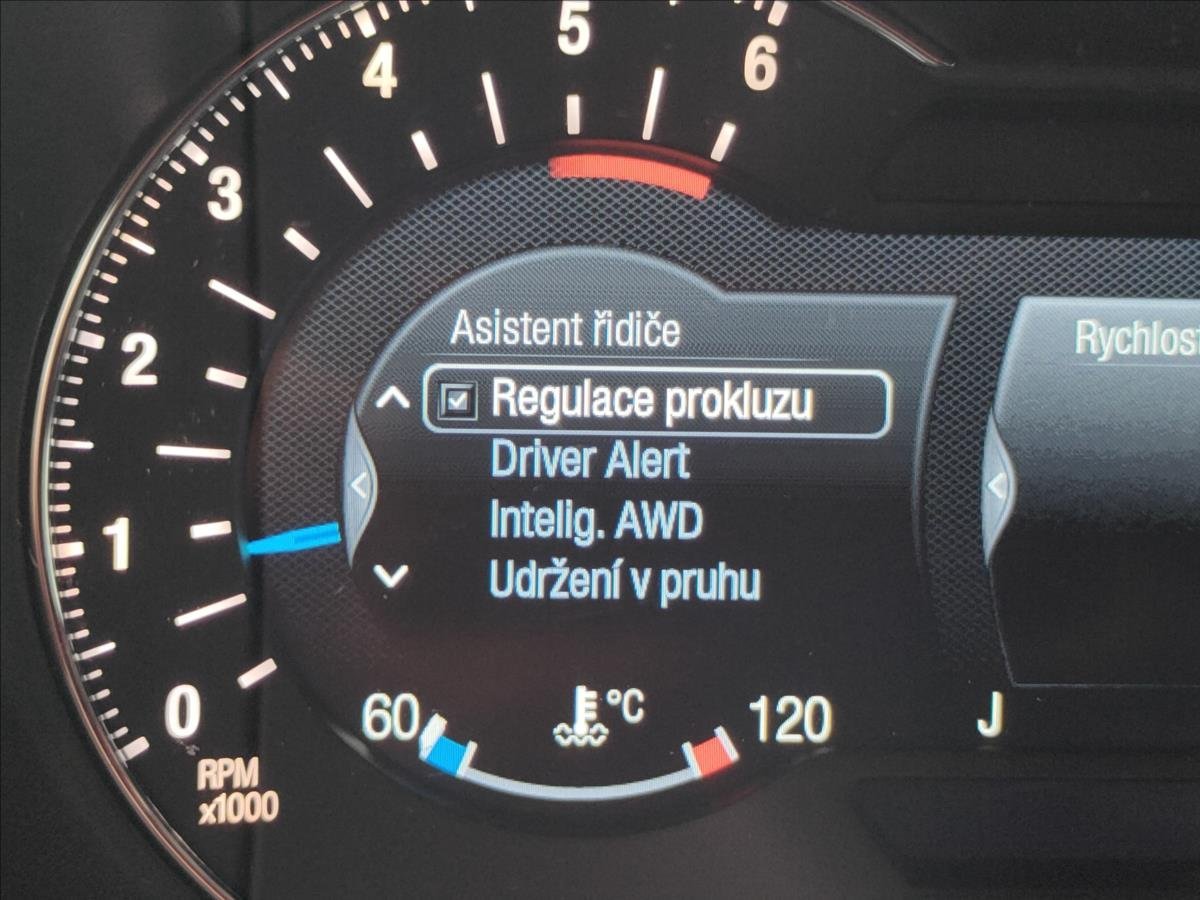 5
4
6
3
Asistent řidiče
Regulace prokluzu
Driver Alert
2
Intelig. AWD
Udržení v pruhu
1
0
60
°C
120
J
RPM
x1000